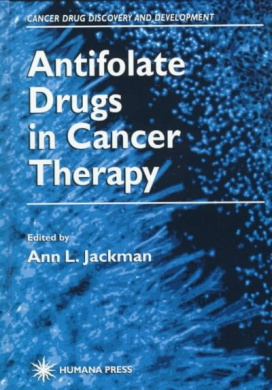 CANCER DRUG DISCOVERY AND DEVELOPMENT
Antifolate
Drugs
in Cancer
Therapy
Edited by
Ann L. Jackman
HUMANA PRESS